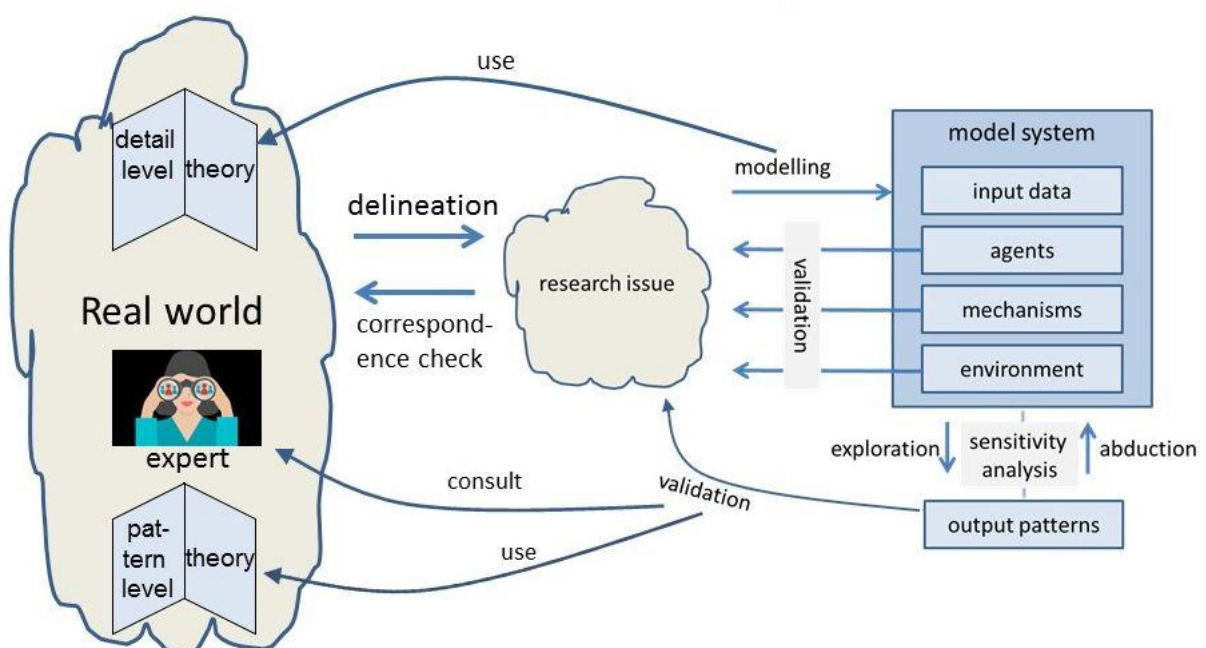 use
detail
level
theory
model system
modelling
input data
delineation
agents
validation
research issue
Real world
mechanisms
correspond-
ence check
environment
expert
exploration
sensitivity
analysis
abduction
consult
validation
output patterns
pat-
tern
level
theory
use